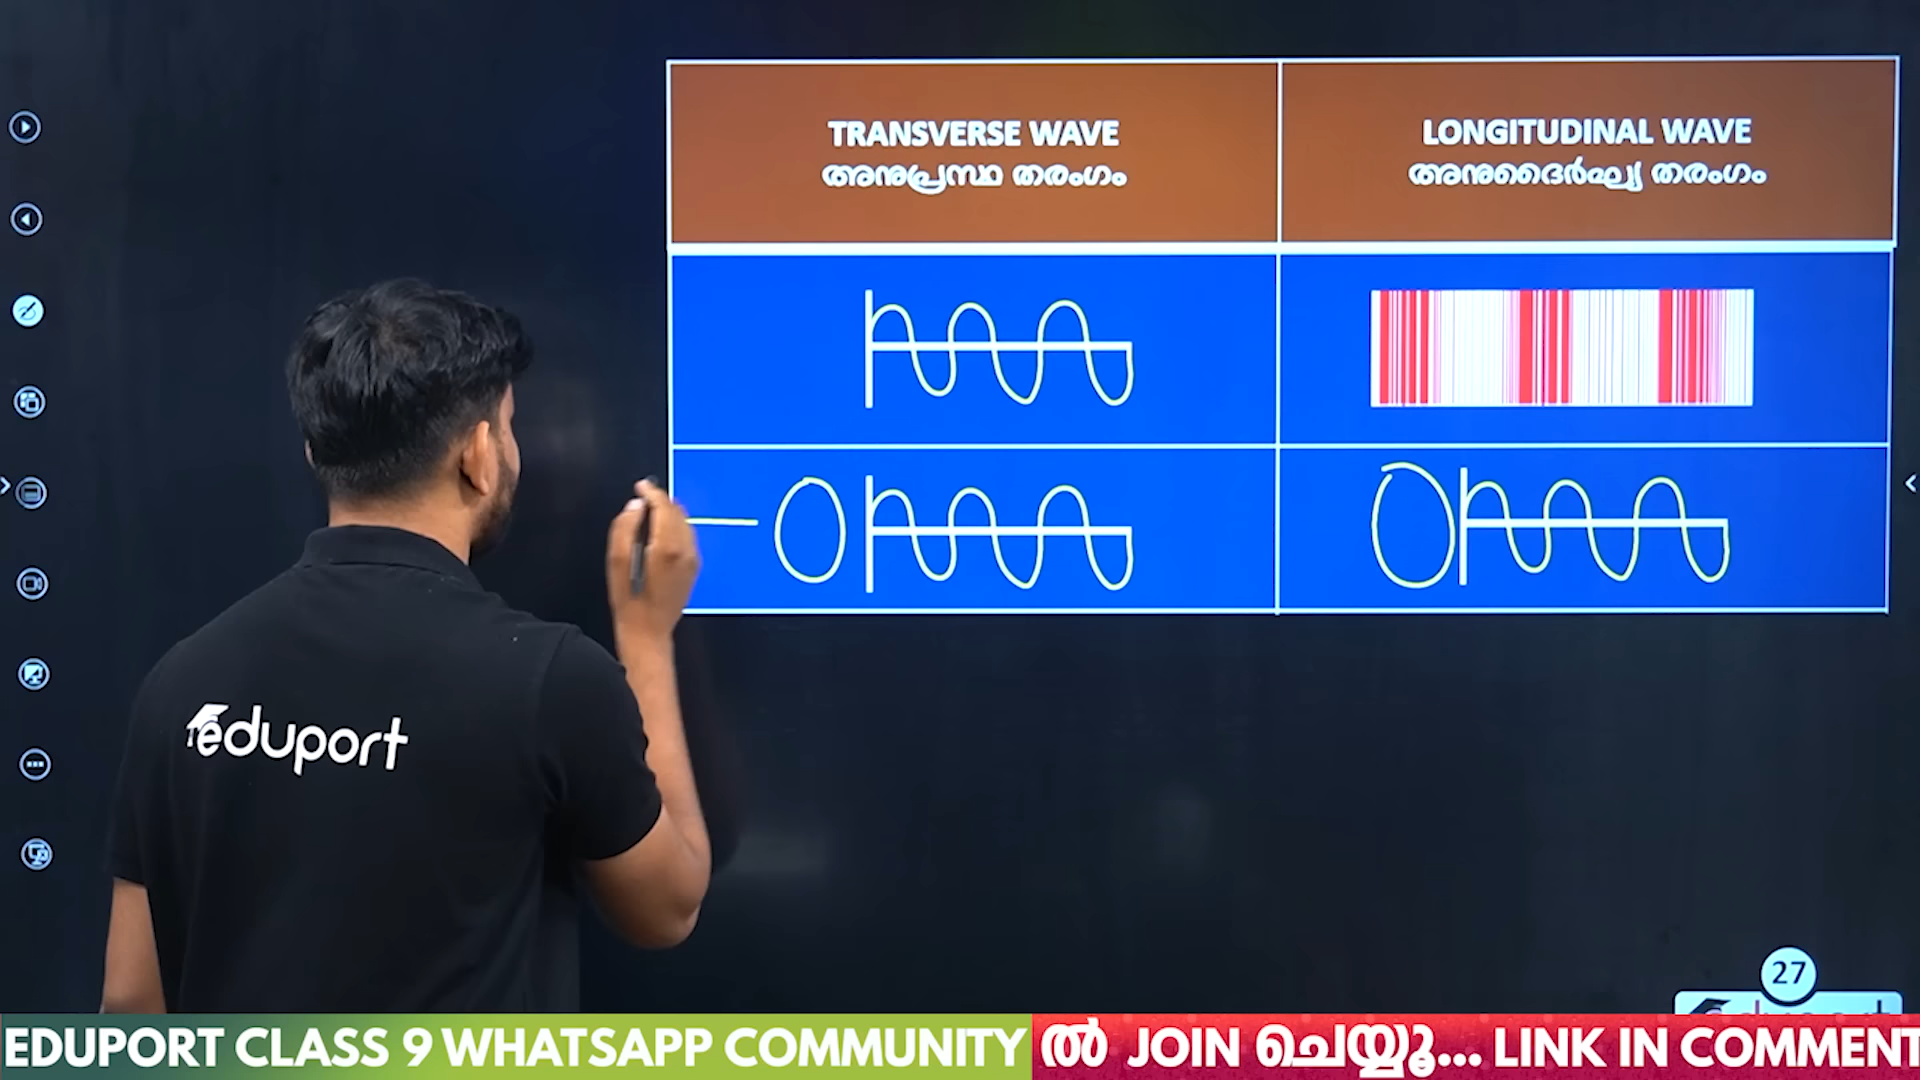 TRANSVERSE WAVE
അനുപ്രസ്ഥ തരംഗം
LONGITUDINAL WAVE
അനുദൈർഘ്യ തരംഗം
eduport
27
EDUPORT CLASS 9 WHATSAPP COMMUNITY ൽ JOIN ചെയ്യൂ... LINK IN COMMENT